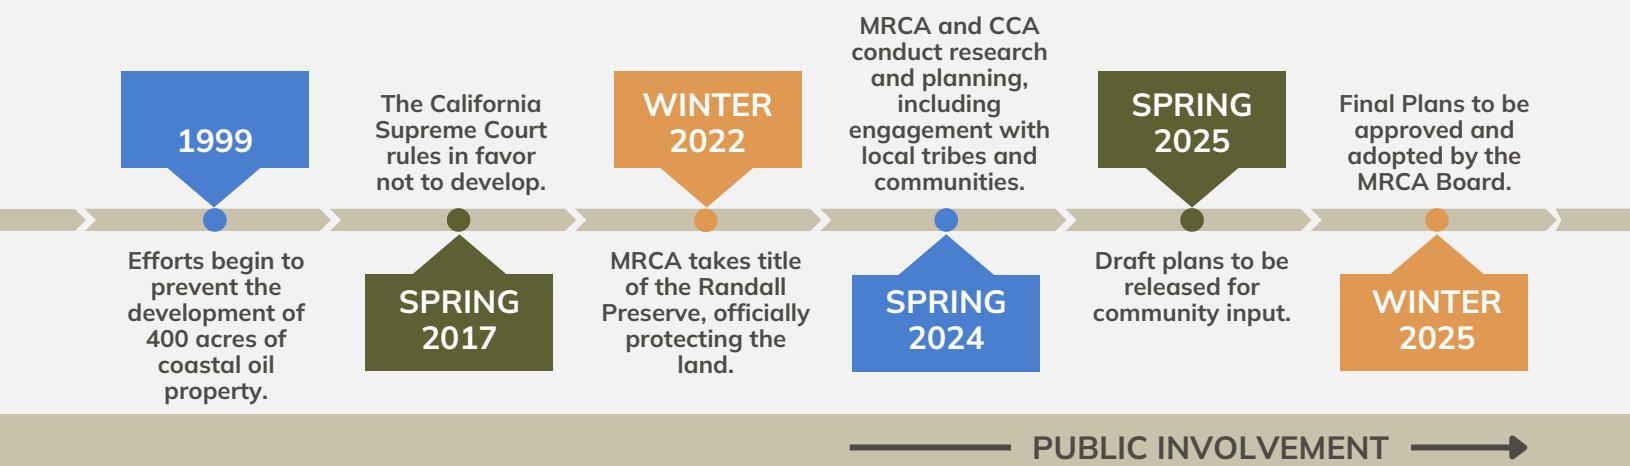 1999
Efforts begin to
prevent the
development of
400 acres of
coastal oil
property.
The California
Supreme Court
rules in favor
not to develop.
SPRING
2017
WINTER
2022
MRCA takes title
of the Randall
Preserve, officially
protecting the
land.
MRCA and CCA
conduct research
and planning,
including
engagement with
local tribes and
communities.
SPRING
2024
SPRING
2025
Draft plans to be
released for
community input.
Final Plans to be
approved and
adopted by the
MRCA Board.
WINTER
2025
PUBLIC INVOLVEMENT